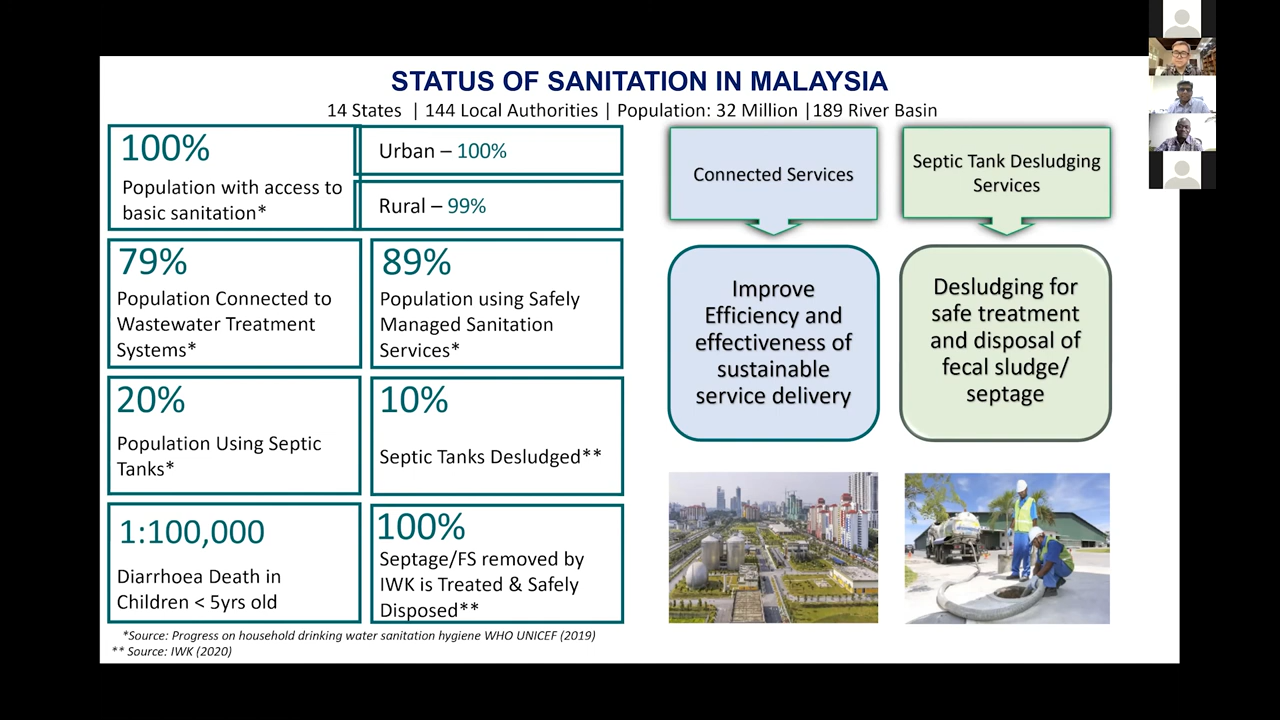 STATUS OF SANITATION IN MALAYSIA
14 States | 144 Local Authorities | Population: 32 Million |189 River Basin
100%
Population with access to
basic sanitation*
Urban – 100%
Rural – 99%
79%
Population Connected to
Wastewater Treatment
Systems*
89%
Population using Safely
Managed Sanitation
Services*
20%
Population Using Septic
Tanks*
10%
Septic Tanks Desludged**
1:100,000
Diarrhoea Death in
Children < 5yrs old
100%
Septage/FS removed by
IWK is Treated & Safely
Disposed**
*Source: Progress on household drinking water sanitation hygiene WHO UNICEF (2019)
** Source: IWK (2020)
Connected Services
Improve
Efficiency and
effectiveness of
sustainable
service delivery
Septic Tank Desludging
Services
Desludging for
safe treatment
and disposal of
fecal sludge/
septage